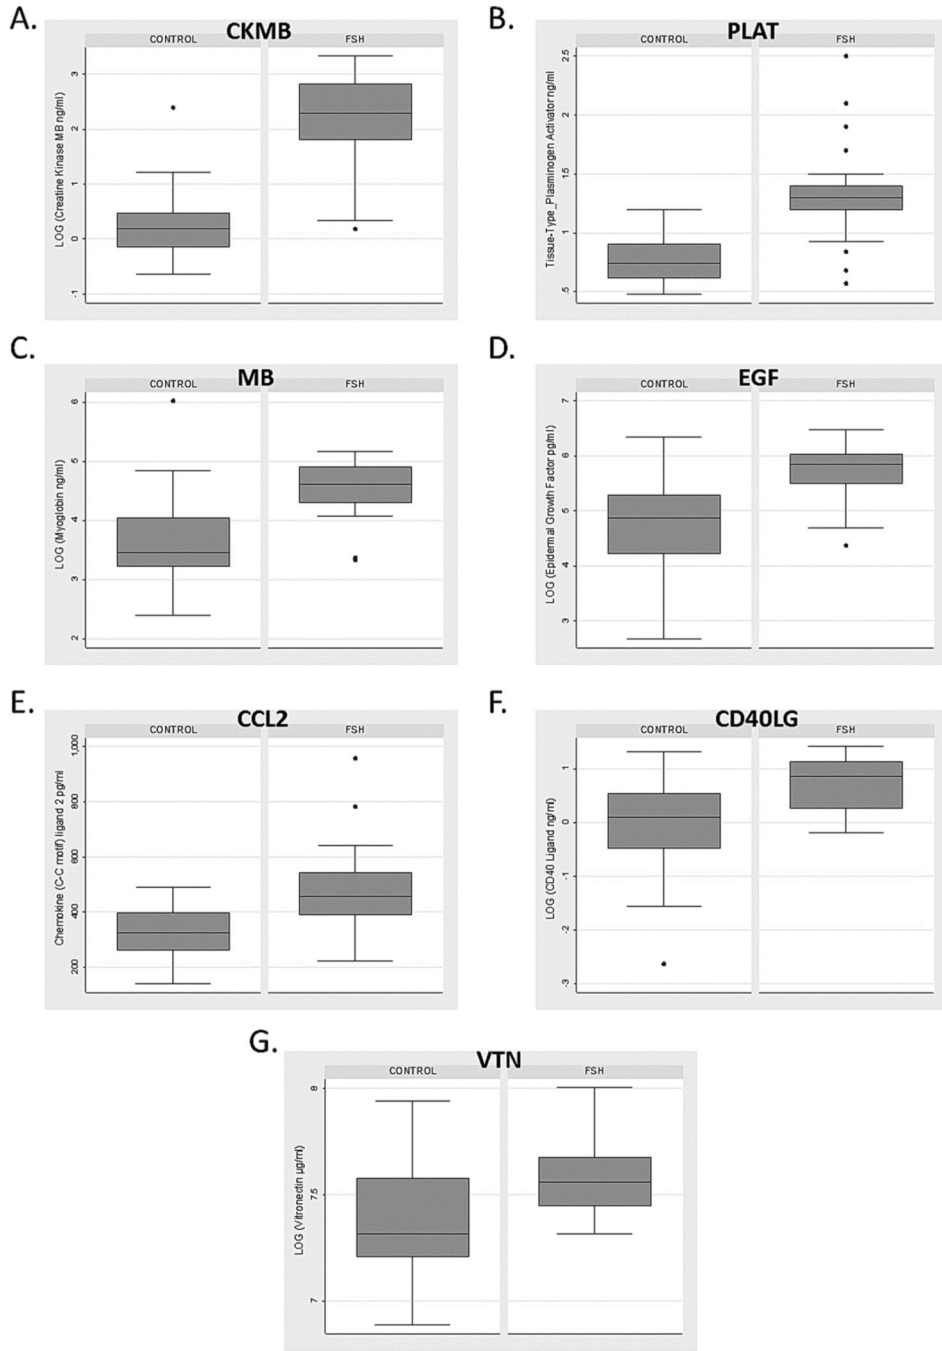 A.
CKMB
CONTROL
FSH
LOG (Creatine Kinase MB ng/ml)
3
2
1
0
-1
B.
PLAT
CONTROL
FSH
Tissue-Type_Plasminogen Activator ng/ml
2.5
2
1.5
1
.5
C.
MB
CONTROL
FSH
LOG (Myoglobin ng/ml)
6
5
4
3
2
D.
EGF
CONTROL
FSH
LOG (Epidermal Growth Factor pg/ml)
7
6
5
4
3
E.
CCL2
CONTROL
FSH
Chemokine (C-C motif) ligand 2 pg/ml
1,000
800
600
400
200
F.
CD40LG
CONTROL
FSH
LOG (CD40 Ligand ng/ml)
1
0
-1
-2
-3
G.
VTN
CONTROL
FSH
LOG (Vitronectin µg/ml)
8
7.5
7